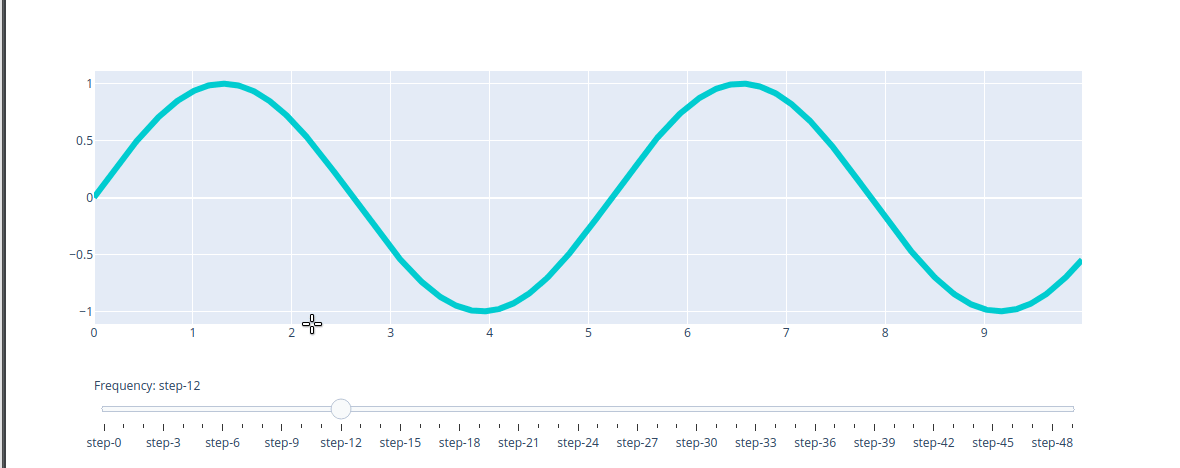 1
0.5
0
−0.5
−1
0 1 2 3 4 5 6 7 8 9
Frequency: step-12
step-0 step-3 step-6 step-9 step-12 step-15 step-18 step-21 step-24 step-27 step-30 step-33 step-36 step-39 step-42 step-45 step-48